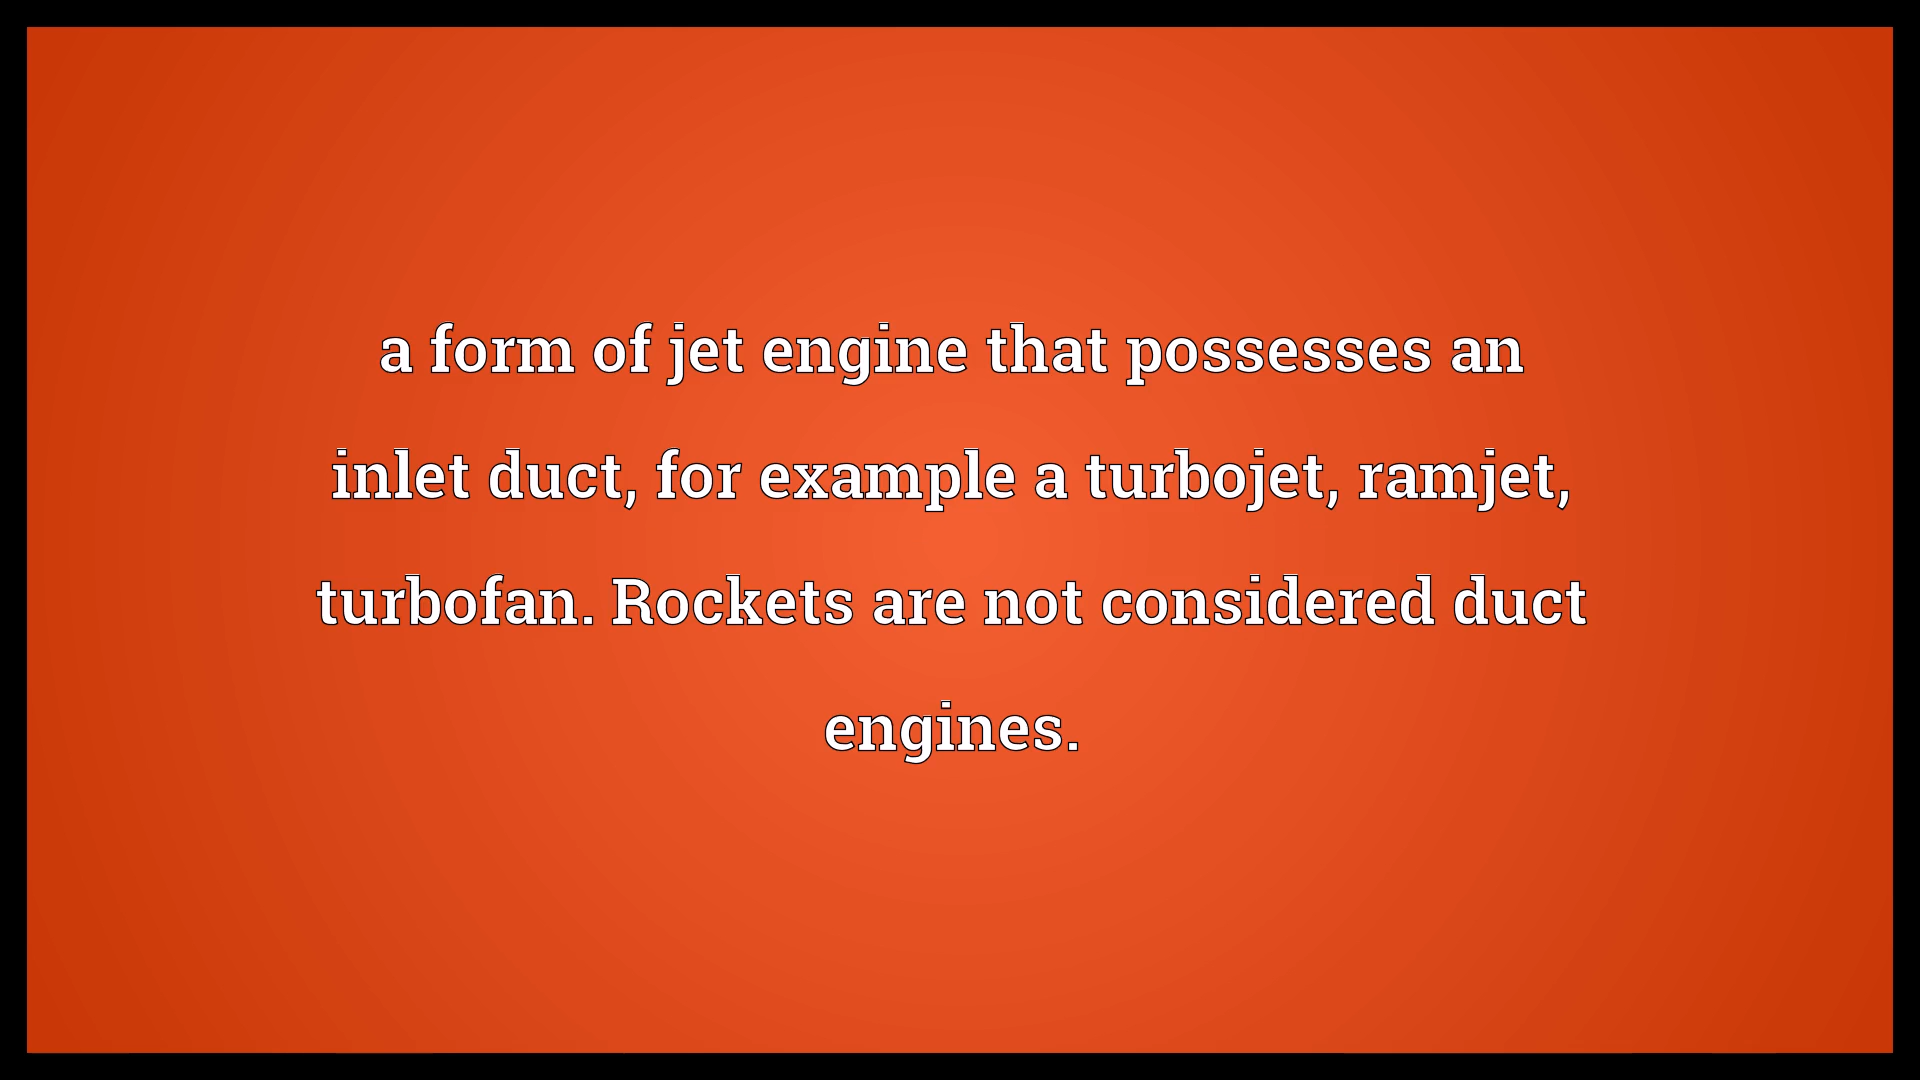 a form of jet engine that possesses an
inlet duct, for example a turbojet, ramjet,
turbofan. Rockets are not considered duct
engines.